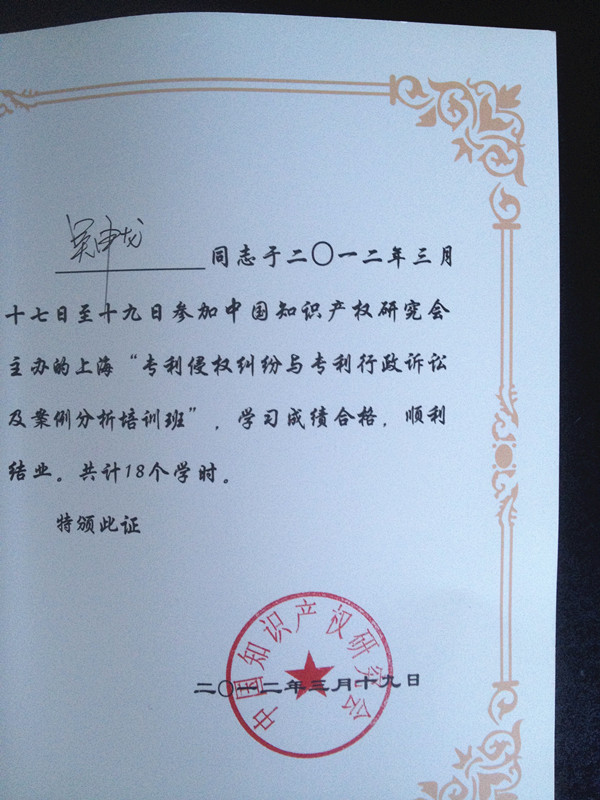 吴申龙 同志于二〇一二年三月
十七日至十九日参加中国知识产权研究会
主办的上海“专利侵权纠纷与专利行政诉讼
及案例分析培训班”，学习成绩合格，顺利
结业。共计18个学时。
特颁此证
中国知识产权研究会
二〇一二年三月十九日